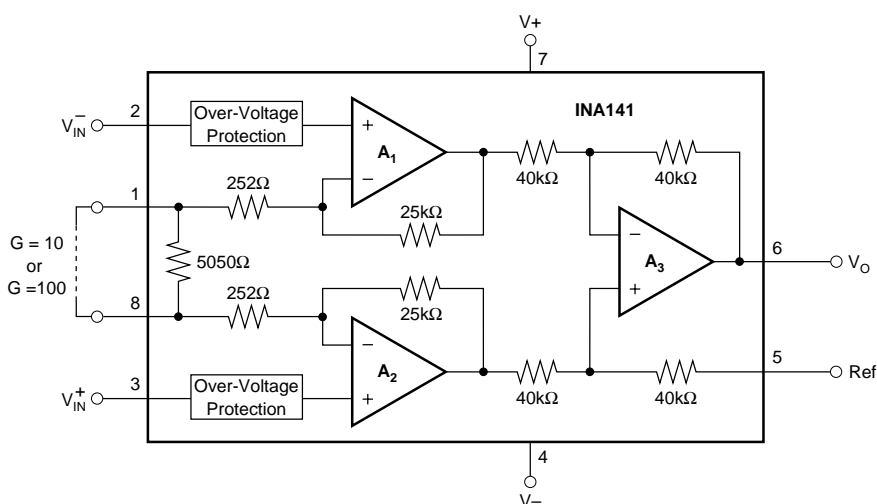 V+
7
INA141
2
V IN –
Over-Voltage
Protection
+
A1
–
40kΩ
40kΩ
1
252Ω
25kΩ
G = 10
or
G =100
5050Ω
–
A3
+
6
VO
8
252Ω
25kΩ
–
A2
+
3
V IN +
Over-Voltage
Protection
40kΩ
40kΩ
5
Ref
4
V–